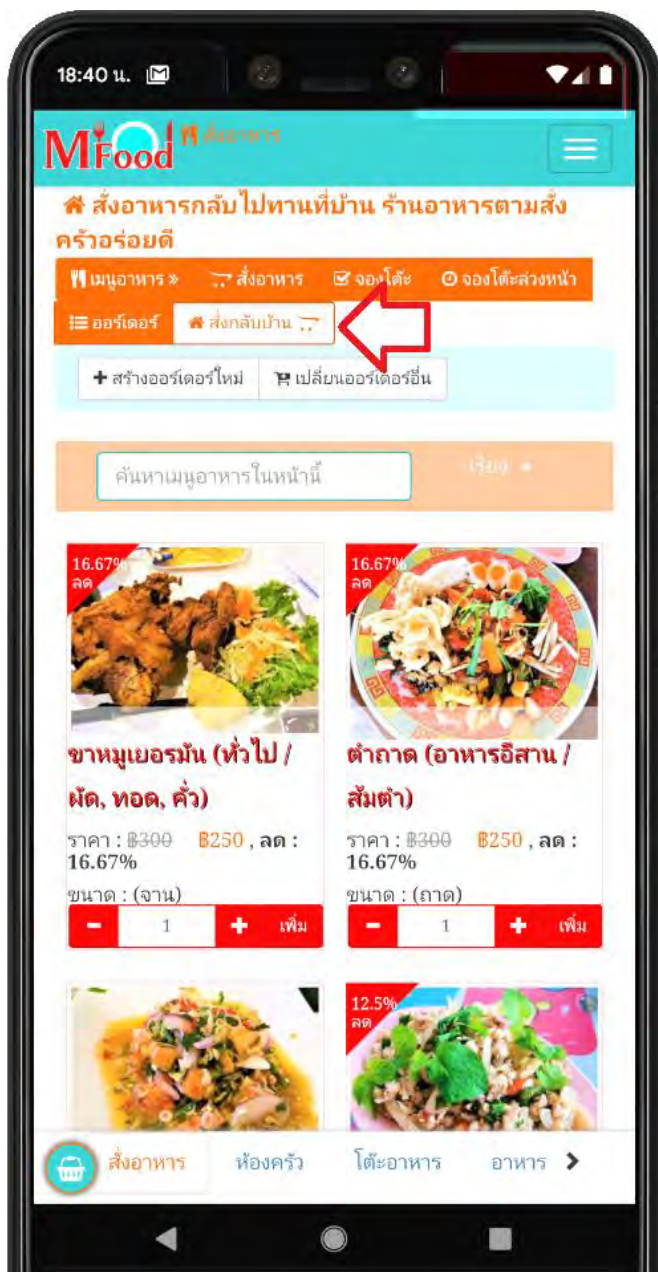 18:40 น.
MFood สั่งอาหาร
สั่งอาหารกลับไปทานที่บ้าน ร้านอาหารตามสั่ง
ครัวอร่อยดี
เมนูอาหาร » สั่งอาหาร จองโต๊ะ จองโต๊ะล่วงหน้า
ออร์เดอร์ สั่งกลับบ้าน
สร้างออร์เดอร์ใหม่ เปลี่ยนออร์เดอร์อื่น
ค้นหาเมนูอาหารในหน้านี้ เรียง
16.67% ลด
16.67% ลด
ขาหมูเยอรมัน (ทั่วไป /
ผัด, ทอด, คั่ว)
ราคา : ฿300 ฿250 , ลด :
16.67%
ขนาด : (จาน)
1 เพิ่ม
ตำถาด (อาหารอีสาน /
ส้มตำ)
ราคา : ฿300 ฿250 , ลด :
16.67%
ขนาด : (ถาด)
1 เพิ่ม
12.5%
ลด
สั่งอาหาร ห้องครัว โต๊ะอาหาร อาหาร